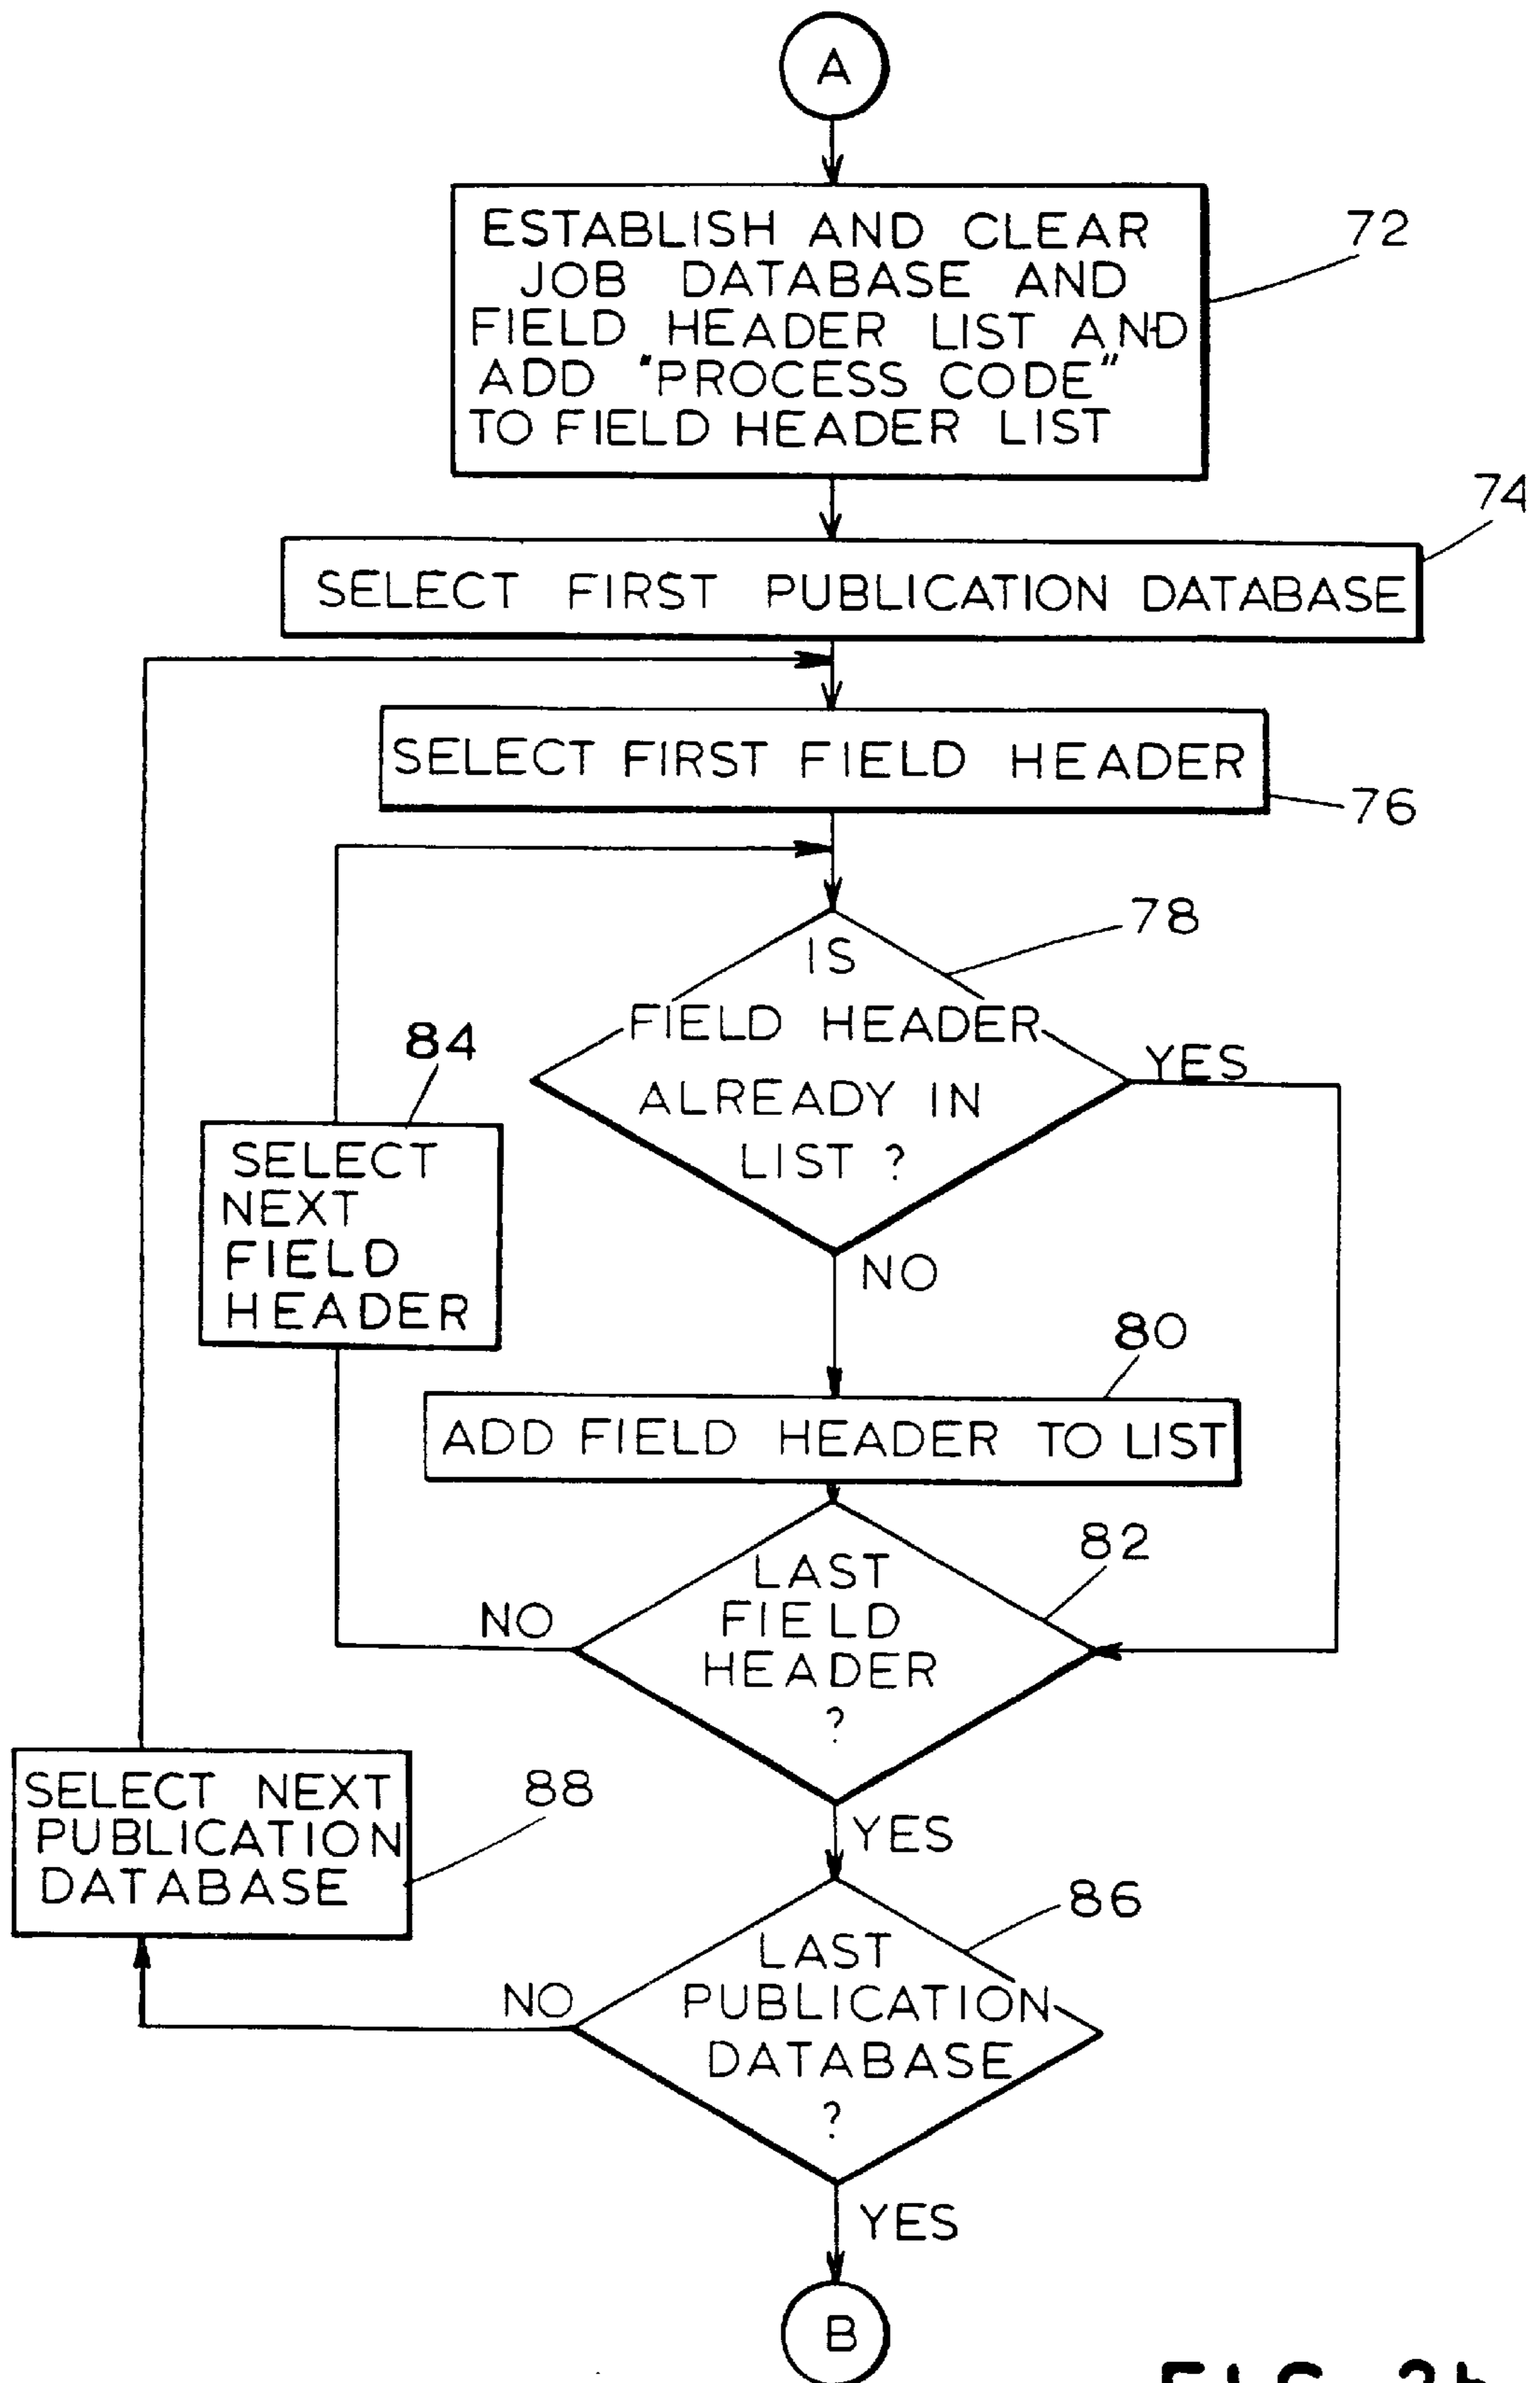 A
ESTABLISH AND CLEAR
JOB DATABASE AND
FIELD HEADER LIST AND
ADD "PROCESS CODE"
TO FIELD HEADER LIST
72
74
SELECT FIRST PUBLICATION DATABASE
SELECT FIRST FIELD HEADER
76
78
IS
FIELD HEADER
ALREADY IN
LIST ?
YES
84
SELECT
NEXT
FIELD
HEADER
NO
80
ADD FIELD HEADER TO LIST
82
LAST
FIELD
HEADER
?
NO
YES
SELECT NEXT
PUBLICATION
DATABASE
88
86
LAST
PUBLICATION
DATABASE
?
NO
YES
B